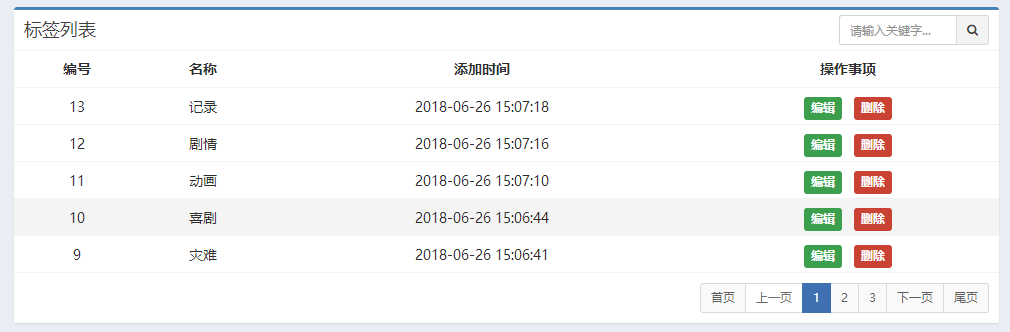 标签列表 请输入关键字...
编号 名称 添加时间 操作事项
13 记录 2018-06-26 15:07:18 编辑 删除
12 剧情 2018-06-26 15:07:16 编辑 删除
11 动画 2018-06-26 15:07:10 编辑 删除
10 喜剧 2018-06-26 15:06:44 编辑 删除
9 灾难 2018-06-26 15:06:41 编辑 删除
首页 上一页 1 2 3 下一页 尾页